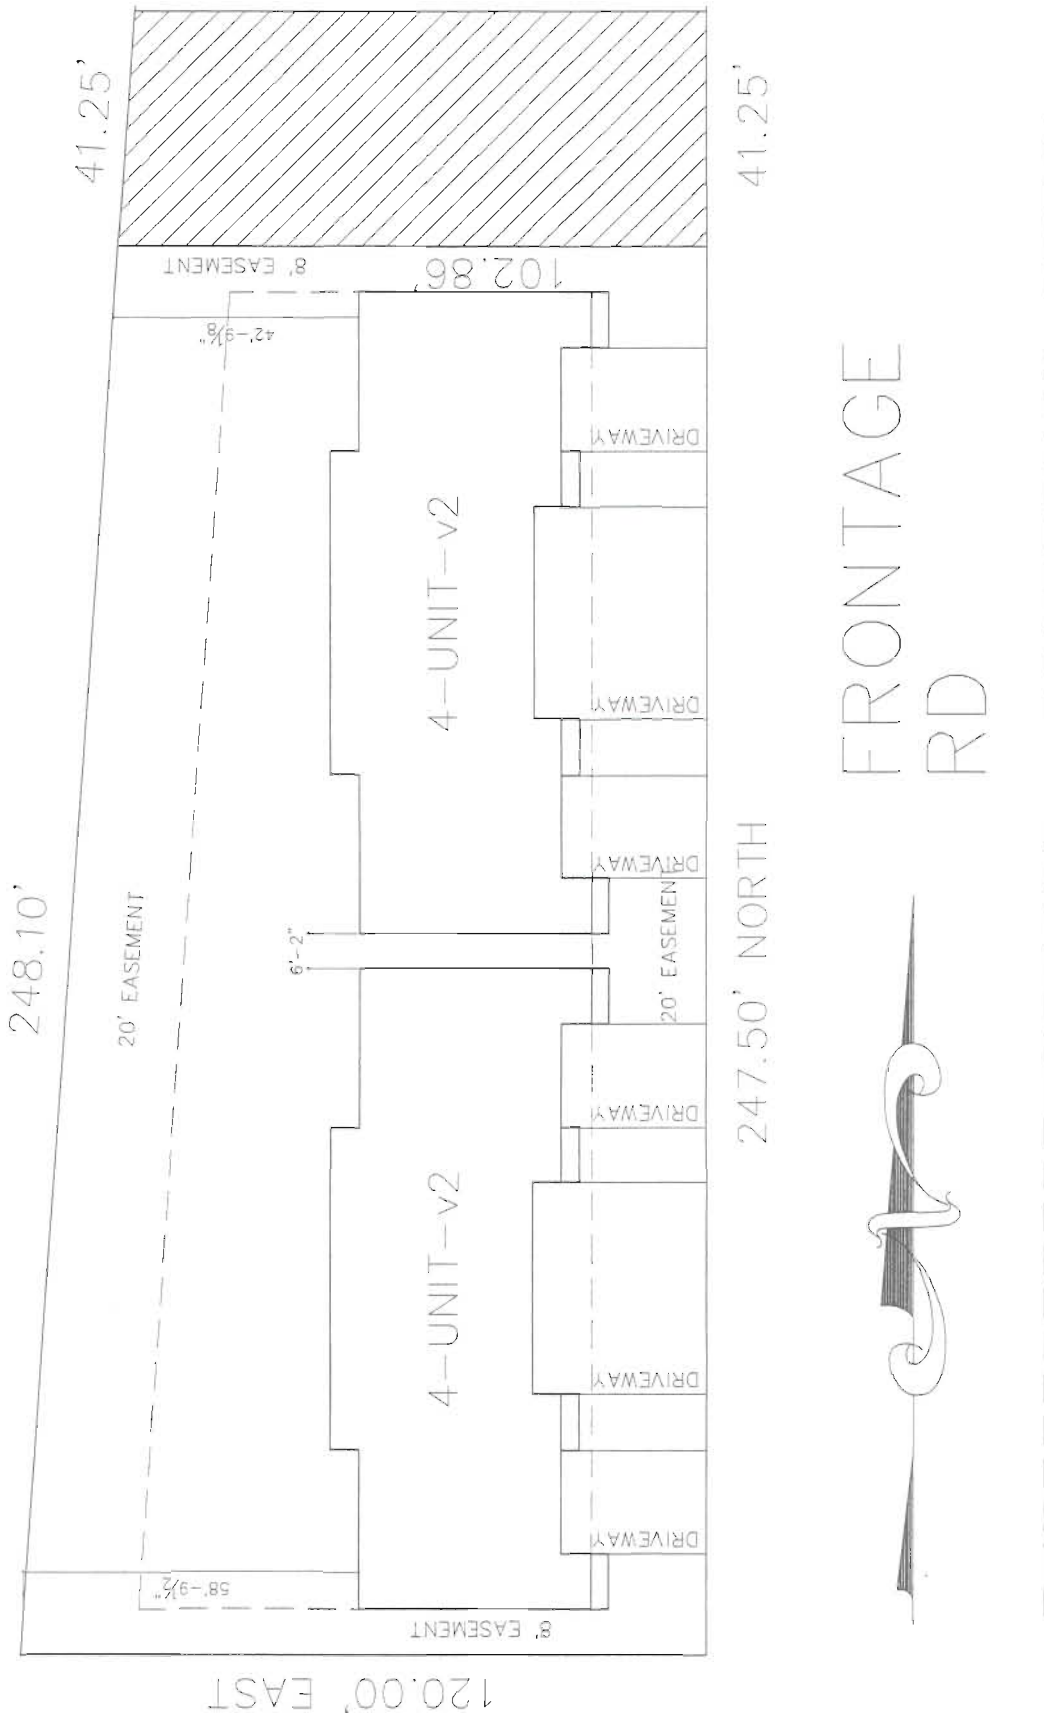 41.25'
41.25'
8' EASEMENT
102.86'
42'-9⅛"
DRIVEWAY
4-UNIT-v2
DRIVEWAY
DRIVEWAY
248.10'
20' EASEMENT
6'-2"
20' EASEMENT
247.50' NORTH
FRONTAGE
RD
DRIVEWAY
4-UNIT-v2
DRIVEWAY
DRIVEWAY
58'-9½"
8' EASEMENT
120.00' EAST